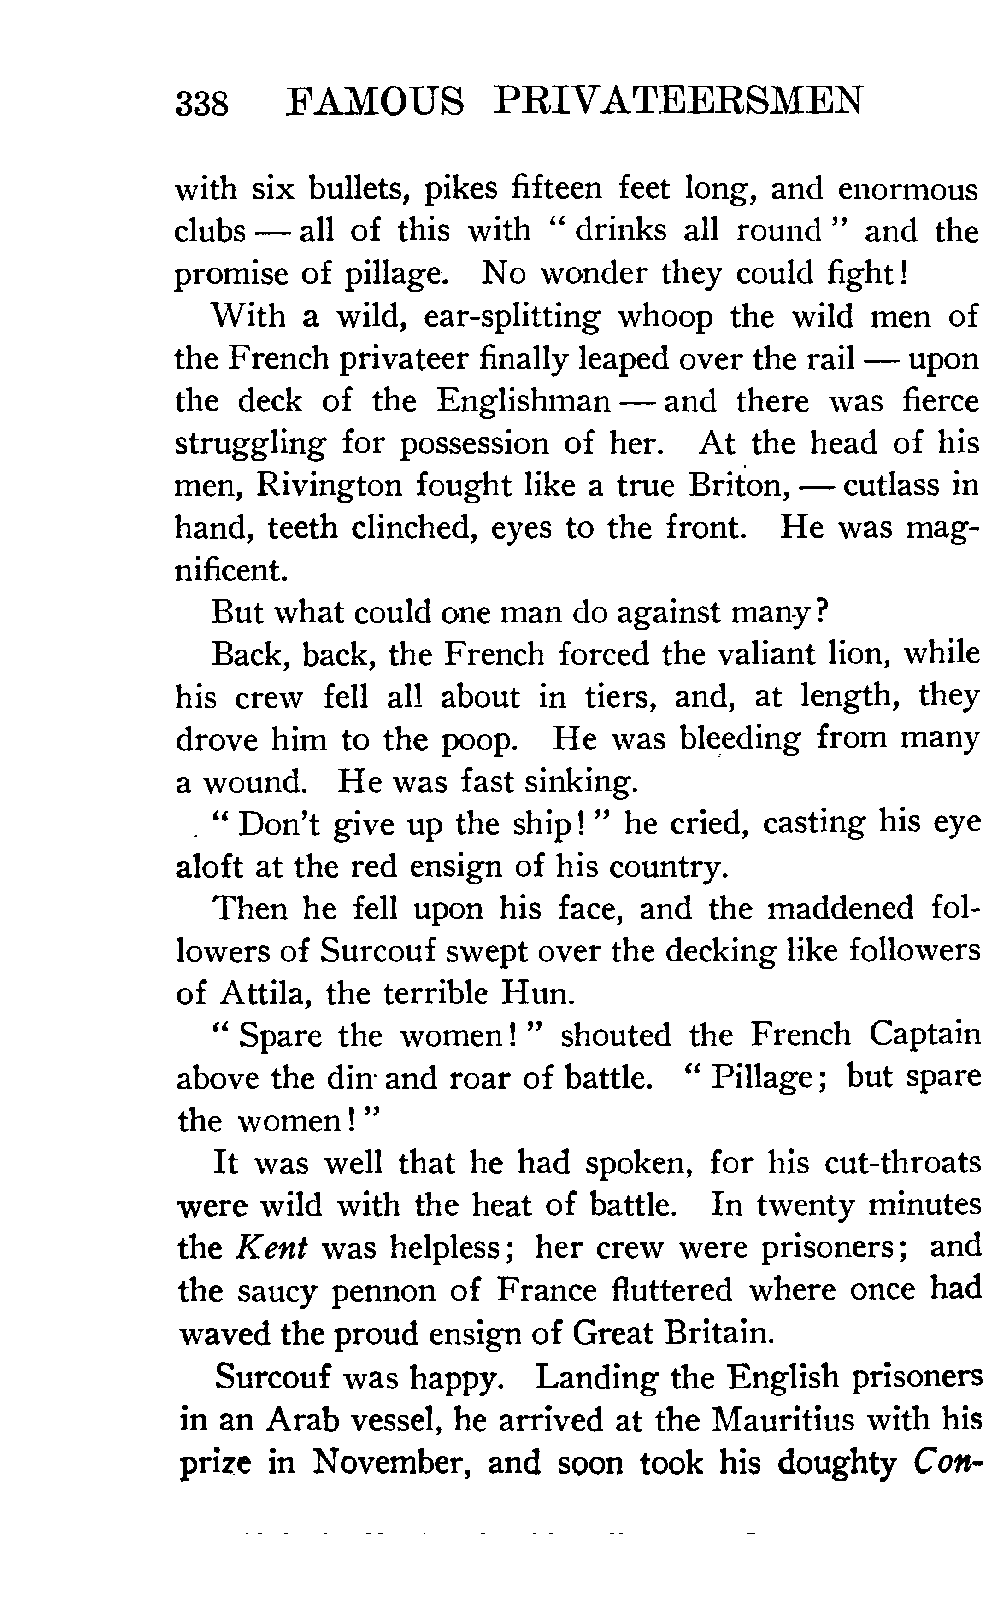 338 FAMOUS PRIVATEERSMEN
with six bullets, pikes fifteen feet long, and enormous
clubs — all of this with “ drinks all round ” and the
promise of pillage. No wonder they could fight!
With a wild, ear-splitting whoop the wild men of
the French privateer finally leaped over the rail — upon
the deck of the Englishman — and there was fierce
struggling for possession of her. At the head of his
men, Rivington fought like a true Briton, — cutlass in
hand, teeth clinched, eyes to the front. He was mag-
nificent.
But what could one man do against many?
Back, back, the French forced the valiant lion, while
his crew fell all about in tiers, and, at length, they
drove him to the poop. He was bleeding from many
a wound. He was fast sinking.
“ Don’t give up the ship! ” he cried, casting his eye
aloft at the red ensign of his country.
Then he fell upon his face, and the maddened fol-
lowers of Surcouf swept over the decking like followers
of Attila, the terrible Hun.
“ Spare the women! ” shouted the French Captain
above the din and roar of battle. “ Pillage; but spare
the women! ”
It was well that he had spoken, for his cut-throats
were wild with the heat of battle. In twenty minutes
the Kent was helpless; her crew were prisoners; and
the saucy pennon of France fluttered where once had
waved the proud ensign of Great Britain.
Surcouf was happy. Landing the English prisoners
in an Arab vessel, he arrived at the Mauritius with his
prize in November, and soon took his doughty Con-